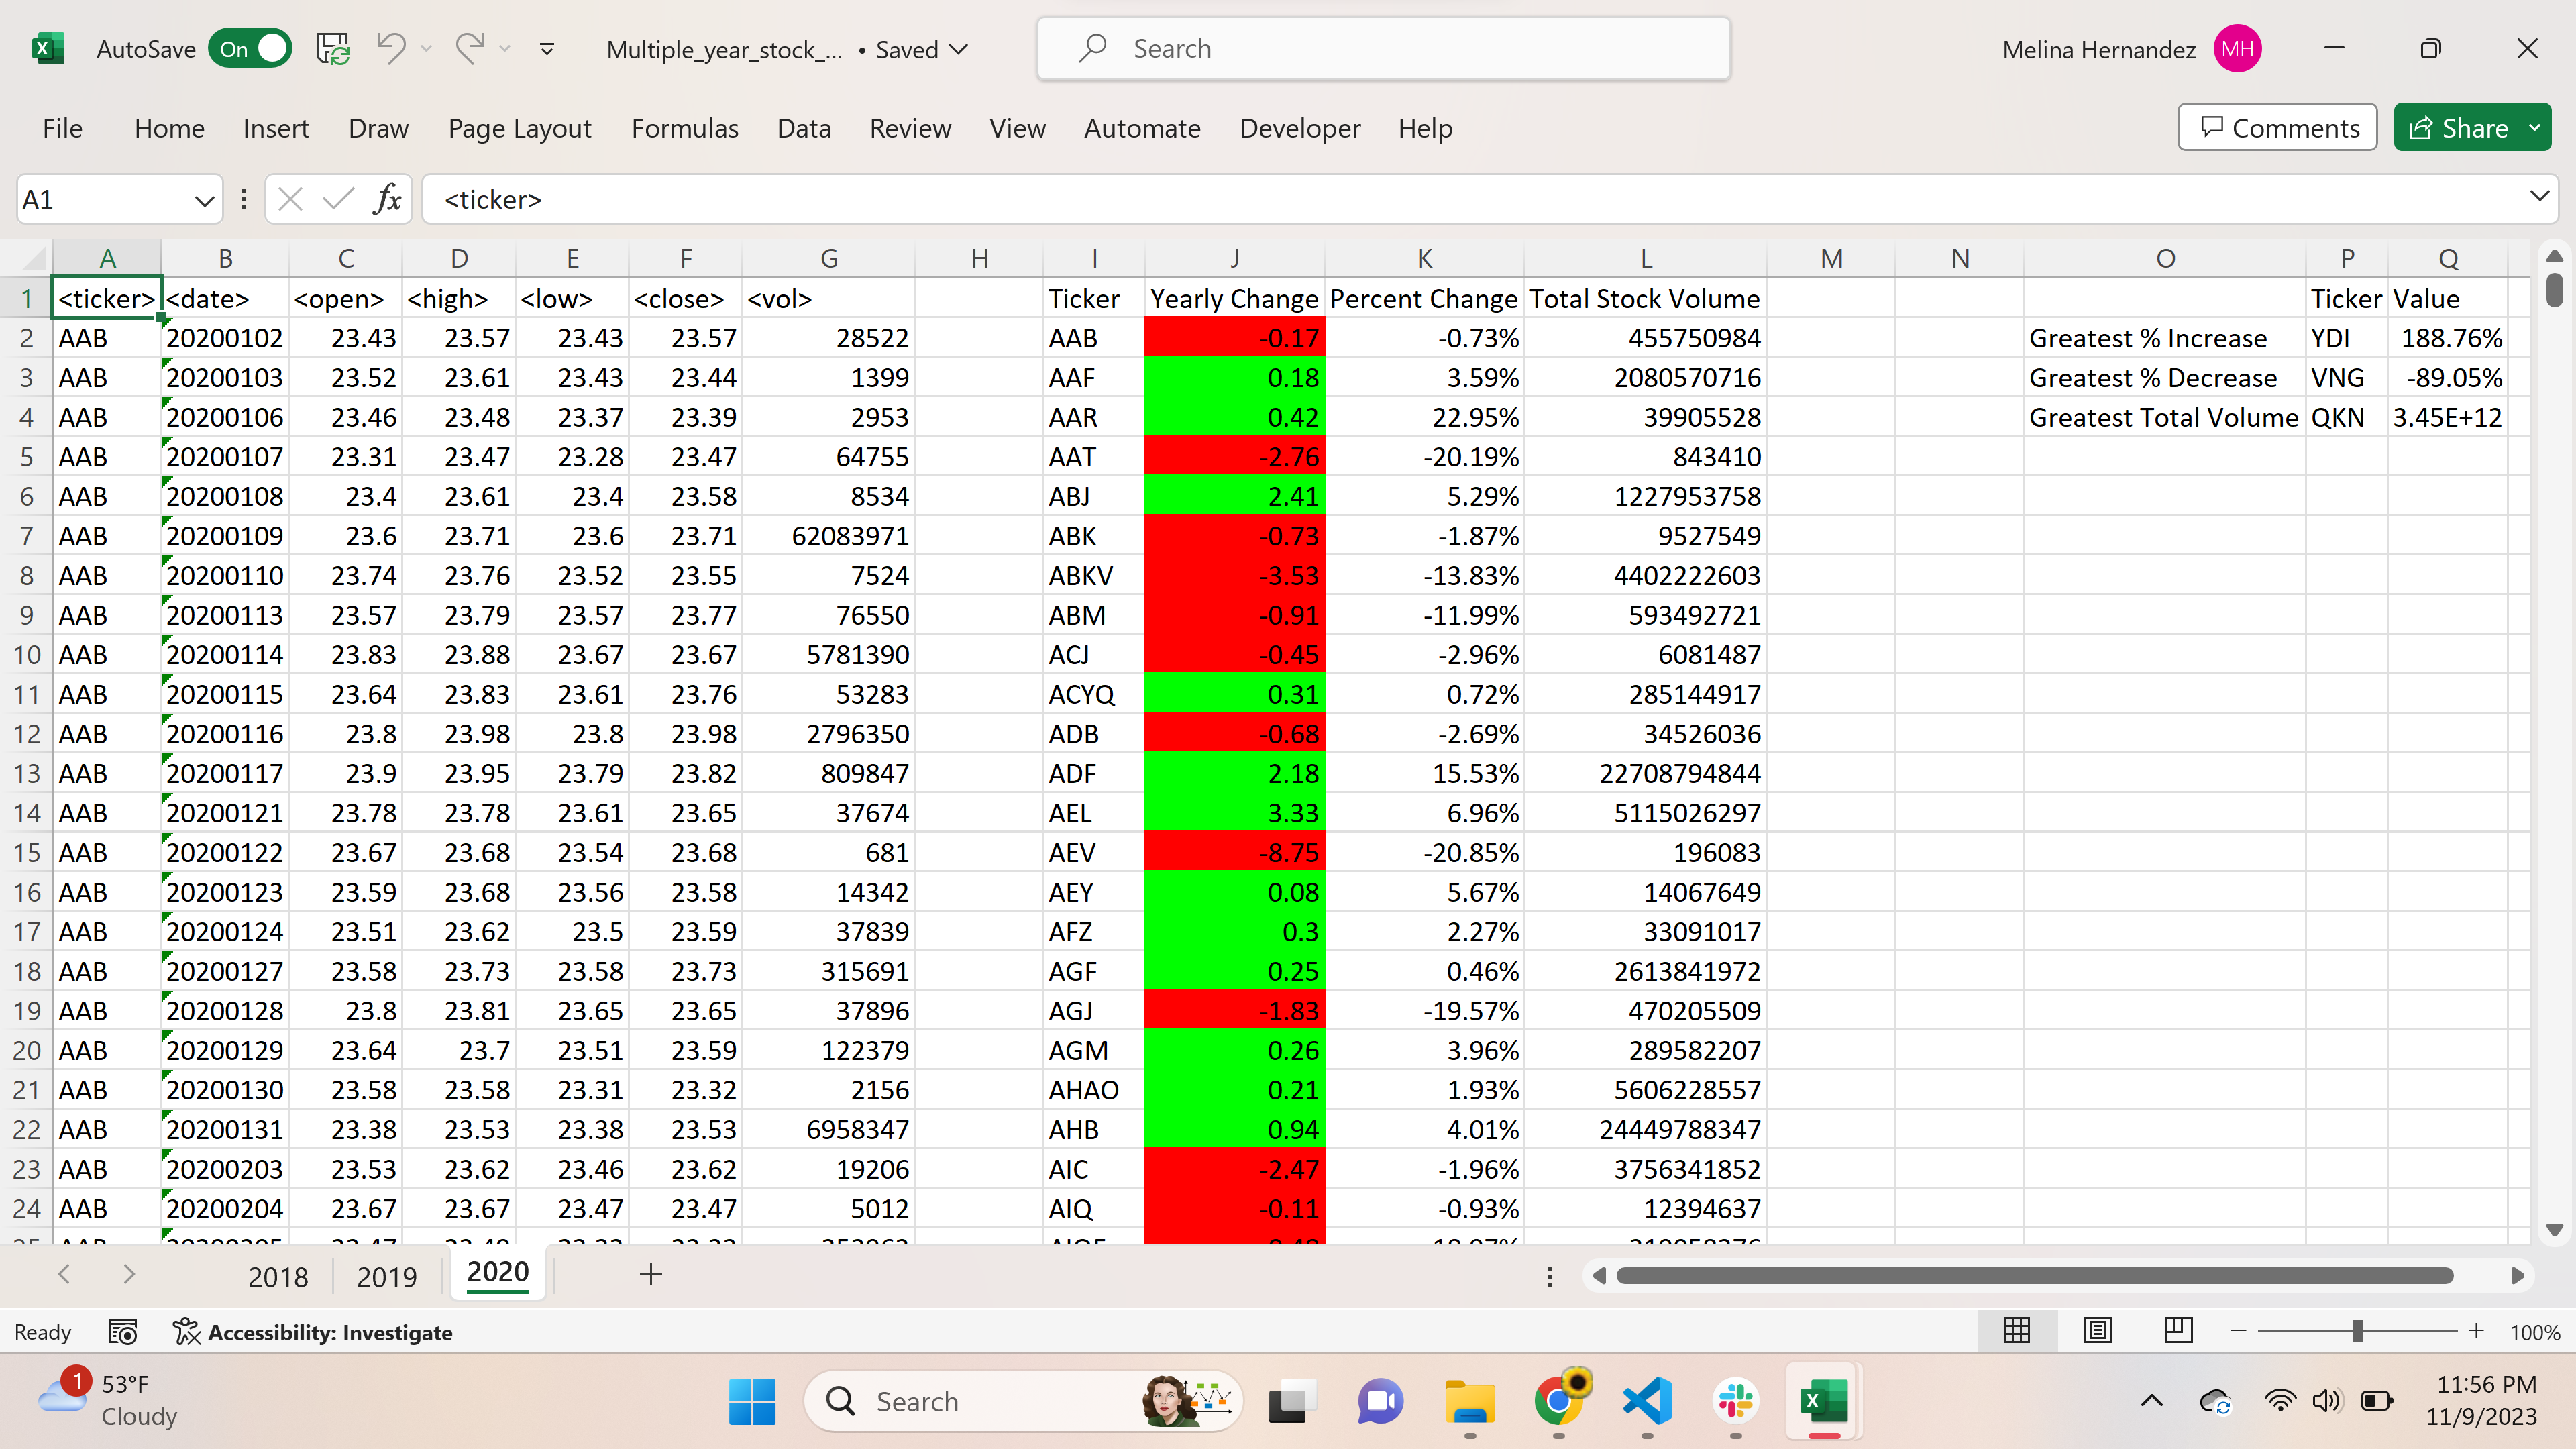 AutoSave On Multiple_year_stock_... • Saved Search Melina Hernandez MH
File Home Insert Draw Page Layout Formulas Data Review View Automate Developer Help Comments Share
A1 fx <ticker>
A B C D E F G H I J K L M N O P Q
1 <ticker> <date> <open> <high> <low> <close> <vol> Ticker Yearly Change Percent Change Total Stock Volume Ticker Value
2 AAB 20200102 23.43 23.57 23.43 23.57 28522 AAB -0.17 -0.73% 455750984 Greatest % Increase YDI 188.76%
3 AAB 20200103 23.52 23.61 23.43 23.44 1399 AAF 0.18 3.59% 2080570716 Greatest % Decrease VNG -89.05%
4 AAB 20200106 23.46 23.48 23.37 23.39 2953 AAR 0.42 22.95% 39905528 Greatest Total Volume QKN 3.45E+12
5 AAB 20200107 23.31 23.47 23.28 23.47 64755 AAT -2.76 -20.19% 843410
6 AAB 20200108 23.4 23.61 23.4 23.58 8534 ABJ 2.41 5.29% 1227953758
7 AAB 20200109 23.6 23.71 23.6 23.71 62083971 ABK -0.73 -1.87% 9527549
8 AAB 20200110 23.74 23.76 23.52 23.55 7524 ABKV -3.53 -13.83% 4402222603
9 AAB 20200113 23.57 23.79 23.57 23.77 76550 ABM -0.91 -11.99% 593492721
10 AAB 20200114 23.83 23.88 23.67 23.67 5781390 ACJ -0.45 -2.96% 6081487
11 AAB 20200115 23.64 23.83 23.61 23.76 53283 ACYQ 0.31 0.72% 285144917
12 AAB 20200116 23.8 23.98 23.8 23.98 2796350 ADB -0.68 -2.69% 34526036
13 AAB 20200117 23.9 23.95 23.79 23.82 809847 ADF 2.18 15.53% 22708794844
14 AAB 20200121 23.78 23.78 23.61 23.65 37674 AEL 3.33 6.96% 5115026297
15 AAB 20200122 23.67 23.68 23.54 23.68 681 AEV -8.75 -20.85% 196083
16 AAB 20200123 23.59 23.68 23.56 23.58 14342 AEY 0.08 5.67% 14067649
17 AAB 20200124 23.51 23.62 23.5 23.59 37839 AFZ 0.3 2.27% 33091017
18 AAB 20200127 23.58 23.73 23.58 23.73 315691 AGF 0.25 0.46% 2613841972
19 AAB 20200128 23.8 23.81 23.65 23.65 37896 AGJ -1.83 -19.57% 470205509
20 AAB 20200129 23.64 23.7 23.51 23.59 122379 AGM 0.26 3.96% 289582207
21 AAB 20200130 23.58 23.58 23.31 23.32 2156 AHAO 0.21 1.93% 5606228557
22 AAB 20200131 23.38 23.53 23.38 23.53 6958347 AHB 0.94 4.01% 24449788347
23 AAB 20200203 23.53 23.62 23.46 23.62 19206 AIC -2.47 -1.96% 3756341852
24 AAB 20200204 23.67 23.67 23.47 23.47 5012 AIQ -0.11 -0.93% 12394637
2018 2019 2020
Ready Accessibility: Investigate 100%
1 53°F Search 11:56 PM
Cloudy 11/9/2023